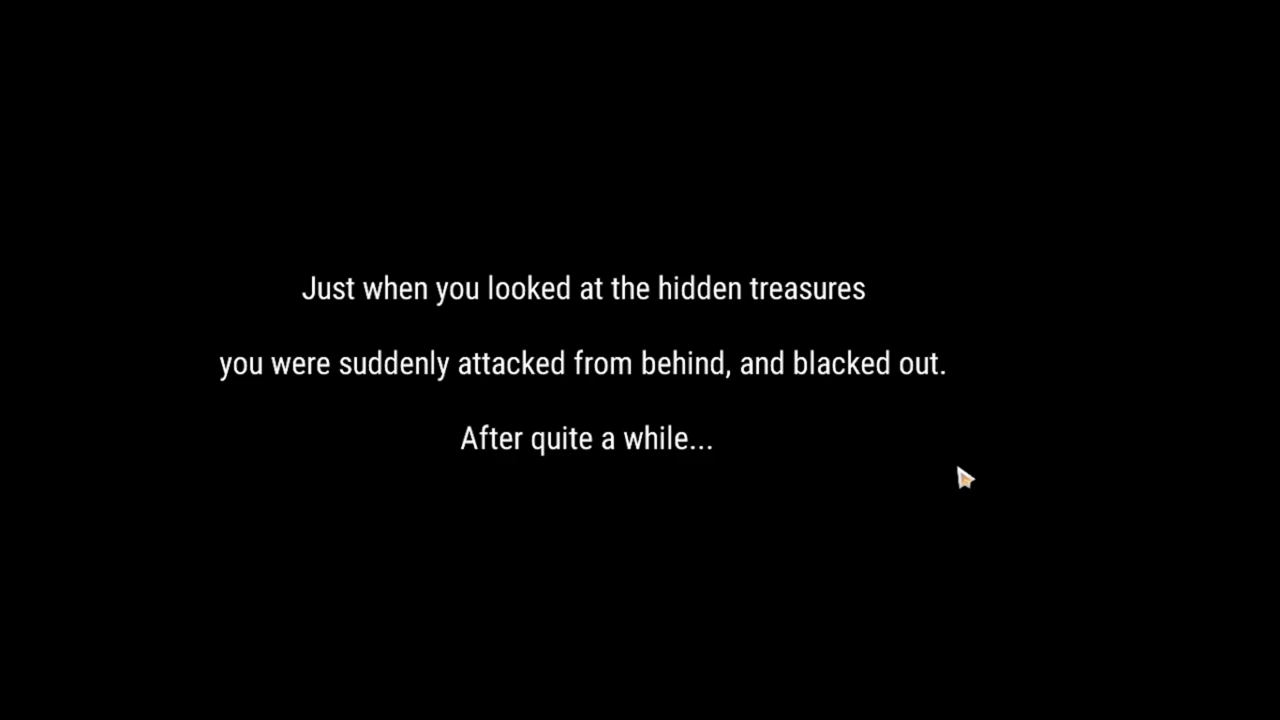 Just when you looked at the hidden treasures
you were suddenly attacked from behind, and blacked out.
After quite a while...